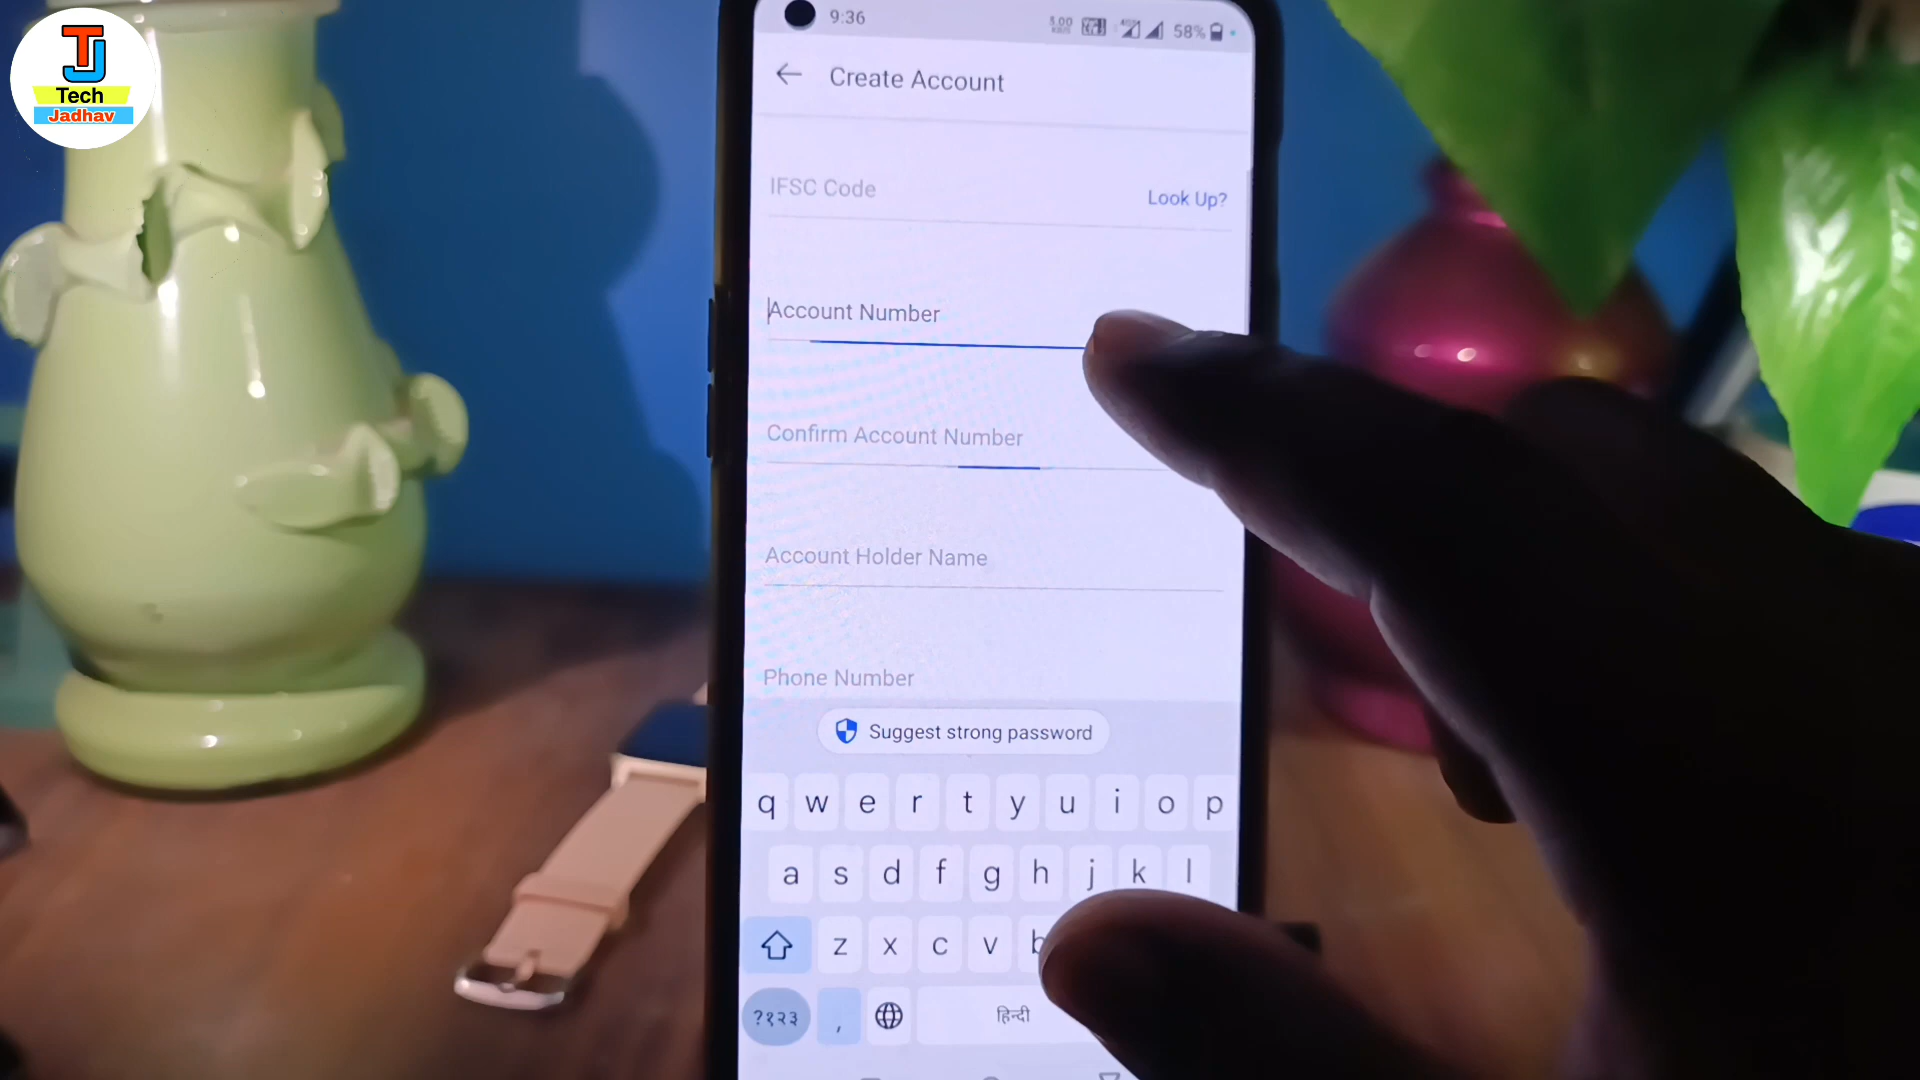 TJ
Tech
Jadhav
9:36
58%
Create Account
IFSC Code
Look Up?
Account Number
Confirm Account Number
Account Holder Name
Phone Number
Suggest strong password
q w e r t y u i o p
a s d f g h j k l
z x c v b
?१२३ , हिन्दी